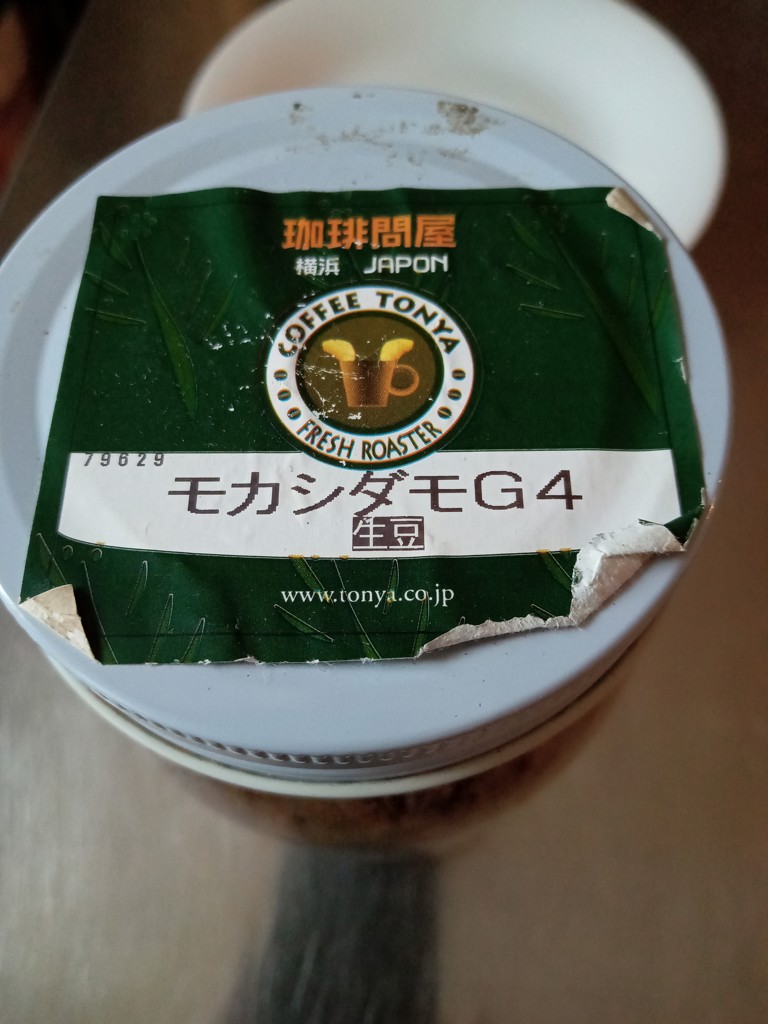 珈琲問屋
横浜 JAPON
COFFEE TONYA
FRESH ROASTER
79629
モカシダモG4
生豆
www.tonya.co.jp